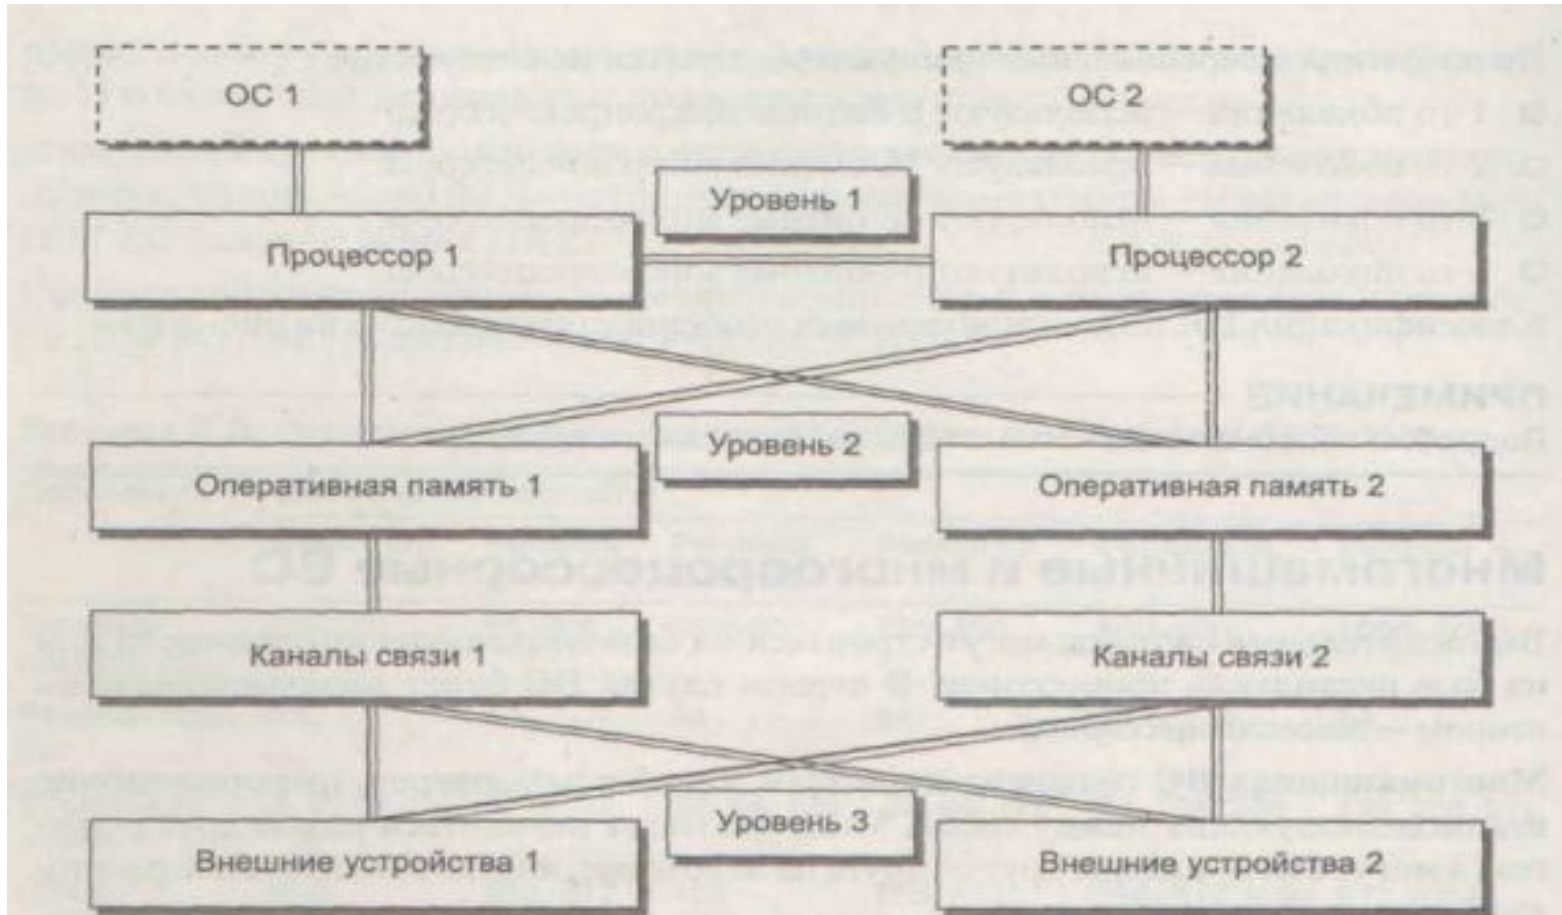 ОС 1
ОС 2
Уровень 1
Процессор 1
Процессор 2
Уровень 2
Оперативная память 1
Оперативная память 2
Каналы связи 1
Каналы связи 2
Уровень 3
Внешние устройства 1
Внешние устройства 2